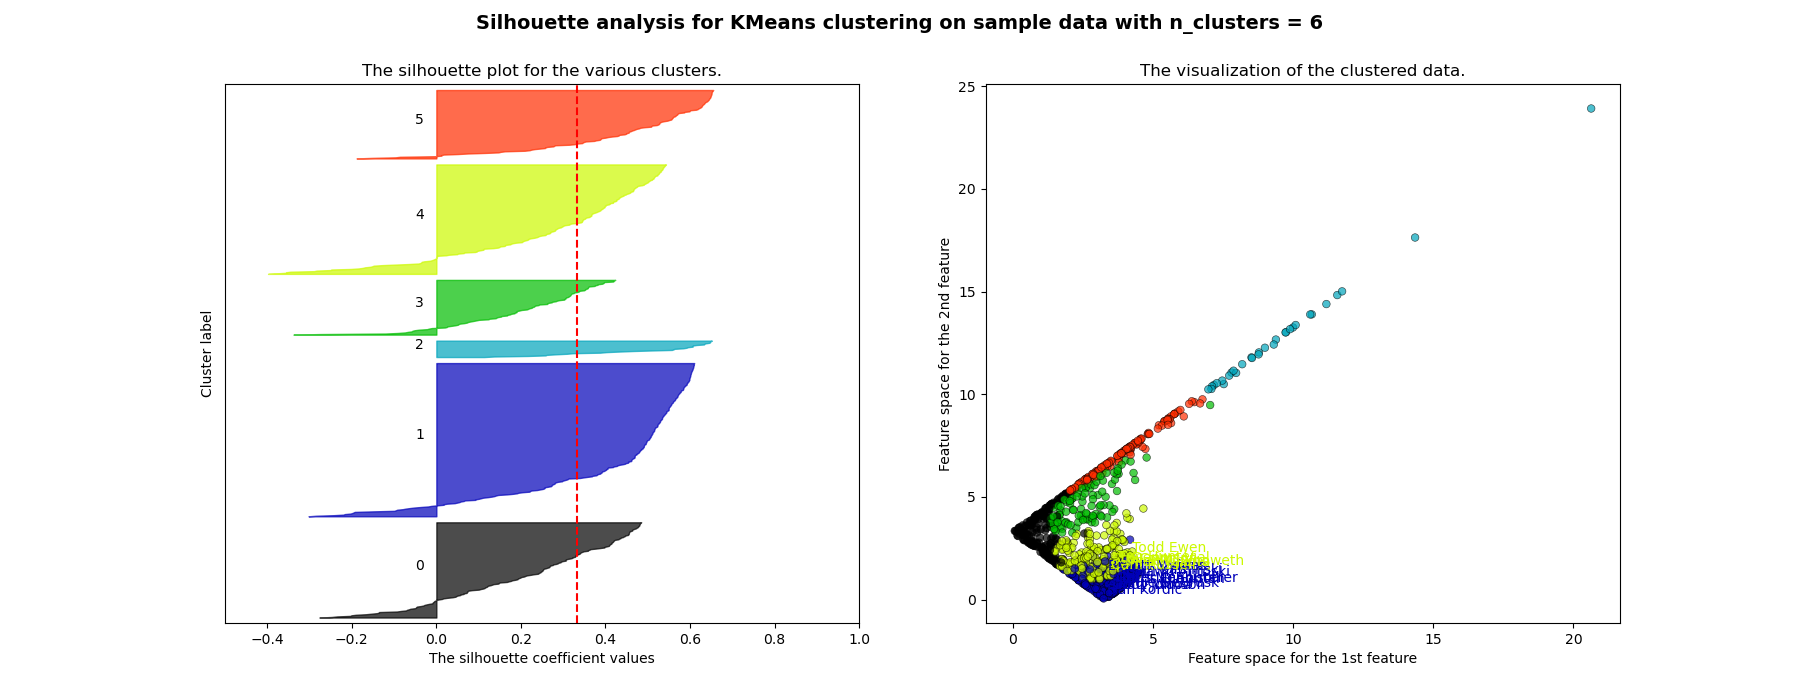 Silhouette analysis for KMeans clustering on sample data with n_clusters = 6
The silhouette plot for the various clusters.
Cluster label
5
4
3
2
1
0
−0.4 −0.2 0.0 0.2 0.4 0.6 0.8 1.0
The silhouette coefficient values
The visualization of the clustered data.
Feature space for the 2nd feature
25
20
15
10
5
0
Todd Ewen
0 5 10 15 20
Feature space for the 1st feature